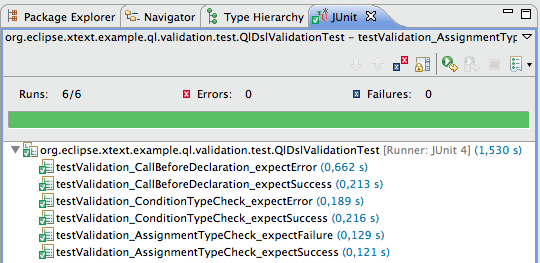 Package Explorer Navigator Type Hierarchy JUnit
org.eclipse.xtext.example.ql.validation.test.QlDslValidationTest – testValidation_AssignmentTyp
Runs: 6/6 Errors: 0 Failures: 0
org.eclipse.xtext.example.ql.validation.test.QlDslValidationTest [Runner: JUnit 4] (1,530 s)
testValidation_CallBeforeDeclaration_expectError (0,662 s)
testValidation_CallBeforeDeclaration_expectSuccess (0,213 s)
testValidation_ConditionTypeCheck_expectError (0,189 s)
testValidation_ConditionTypeCheck_expectSuccess (0,216 s)
testValidation_AssignmentTypeCheck_expectFailure (0,129 s)
testValidation_AssignmentTypeCheck_expectSuccess (0,121 s)